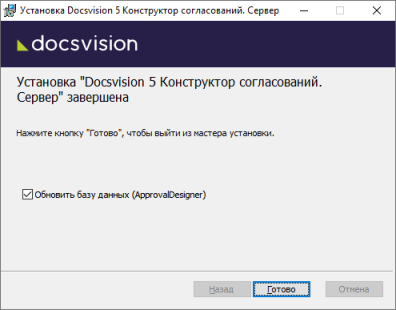 Установка Docsvision 5 Конструктор согласований. Сервер
docsvision
Установка "Docsvision 5 Конструктор согласований.
Сервер" завершена
Нажмите кнопку "Готово", чтобы выйти из мастера установки.
Обновить базу данных (ApprovalDesigner)
Назад Готово Отмена